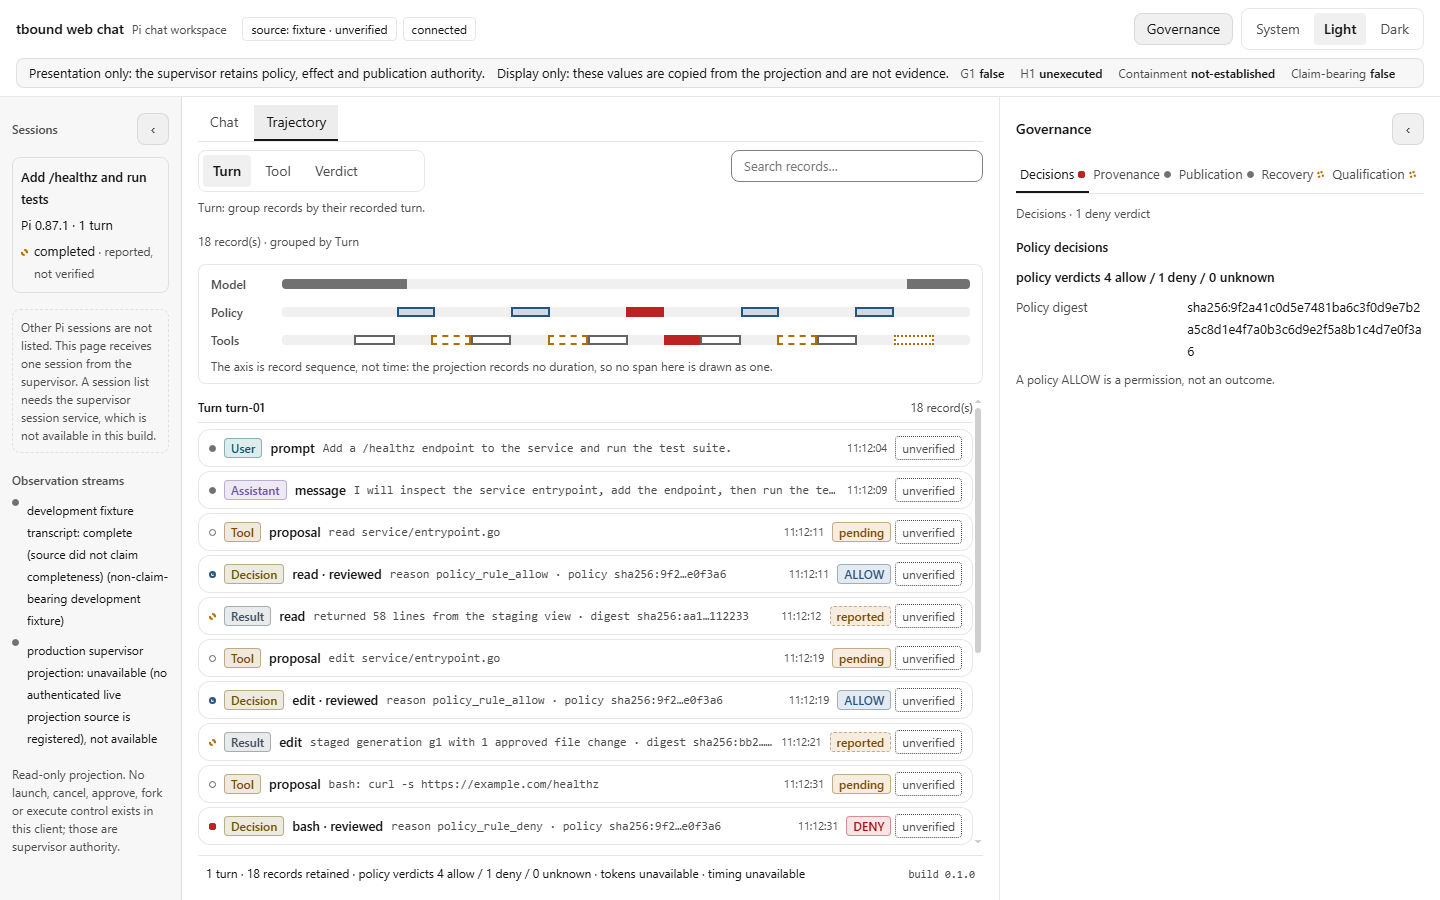 tbound web chat Pi chat workspace source: fixture · unverified connected Governance System Light Dark
Presentation only: the supervisor retains policy, effect and publication authority. Display only: these values are copied from the projection and are not evidence. G1 false H1 unexecuted Containment not-established Claim-bearing false
Sessions ‹
Add /healthz and run
tests
Pi 0.87.1 · 1 turn
completed · reported,
not verified
Other Pi sessions are not
listed. This page receives
one session from the
supervisor. A session list
needs the supervisor
session service, which is
not available in this build.
Observation streams
development fixture
transcript: complete
(source did not claim
completeness) (non-claim-
bearing development
fixture)
production supervisor
projection: unavailable (no
authenticated live
projection source is
registered), not available
Read-only projection. No
launch, cancel, approve, fork
or execute control exists in
this client; those are
supervisor authority.
Chat Trajectory
Turn Tool Verdict Search records...
Turn: group records by their recorded turn.
18 record(s) · grouped by Turn
Model
Policy
Tools
The axis is record sequence, not time: the projection records no duration, so no span here is drawn as one.
Turn turn-01 18 record(s)
User prompt Add a /healthz endpoint to the service and run the test suite. 11:12:04 unverified
Assistant message I will inspect the service entrypoint, add the endpoint, then run the te… 11:12:09 unverified
Tool proposal read service/entrypoint.go 11:12:11 pending unverified
Decision read · reviewed reason policy_rule_allow · policy sha256:9f2…e0f3a6 11:12:11 ALLOW unverified
Result read returned 58 lines from the staging view · digest sha256:aa1…112233 11:12:12 reported unverified
Tool proposal edit service/entrypoint.go 11:12:19 pending unverified
Decision edit · reviewed reason policy_rule_allow · policy sha256:9f2…e0f3a6 11:12:19 ALLOW unverified
Result edit staged generation g1 with 1 approved file change · digest sha256:bb2…… 11:12:21 reported unverified
Tool proposal bash: curl -s https://example.com/healthz 11:12:31 pending unverified
Decision bash · reviewed reason policy_rule_deny · policy sha256:9f2…e0f3a6 11:12:31 DENY unverified
1 turn · 18 records retained · policy verdicts 4 allow / 1 deny / 0 unknown · tokens unavailable · timing unavailable build 0.1.0
Governance ‹
Decisions Provenance Publication Recovery Qualification
Decisions · 1 deny verdict
Policy decisions
policy verdicts 4 allow / 1 deny / 0 unknown
Policy digest sha256:9f2a41c0d5e7481ba6c3f0d9e7b2
a5c8d1e4f7a0b3c6d9e2f5a8b1c4d7e0f3a
6
A policy ALLOW is a permission, not an outcome.